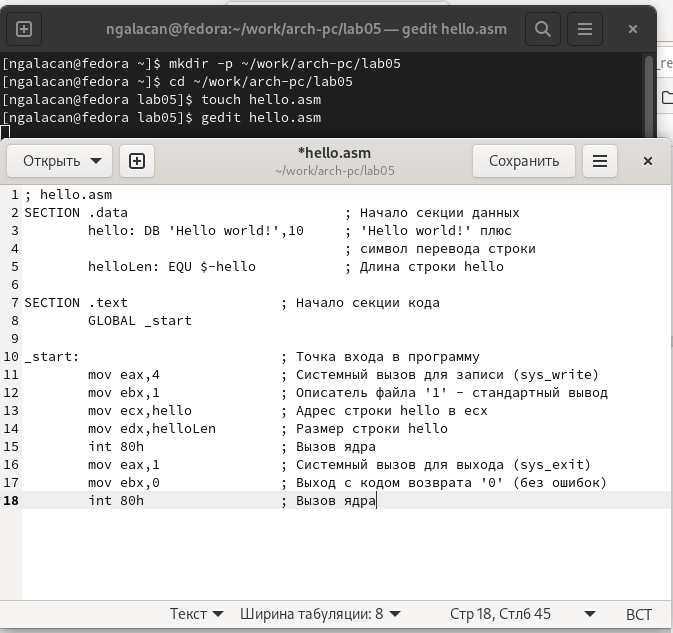 ngalacan@fedora:~/work/arch-pc/lab05 — gedit hello.asm
[ngalacan@fedora ~]$ mkdir -p ~/work/arch-pc/lab05
[ngalacan@fedora ~]$ cd ~/work/arch-pc/lab05
[ngalacan@fedora lab05]$ touch hello.asm
[ngalacan@fedora lab05]$ gedit hello.asm
_re
Открыть
*hello.asm
~/work/arch-pc/lab05
Сохранить
1 ; hello.asm
2 SECTION .data ; Начало секции данных
3 hello: DB 'Hello world!',10 ; 'Hello world!' плюс
4 ; символ перевода строки
5 helloLen: EQU $-hello ; Длина строки hello
6
7 SECTION .text ; Начало секции кода
8 GLOBAL _start
9
10 _start: ; Точка входа в программу
11 mov eax,4 ; Системный вызов для записи (sys_write)
12 mov ebx,1 ; Описатель файла '1' - стандартный вывод
13 mov ecx,hello ; Адрес строки hello в ecx
14 mov edx,helloLen ; Размер строки hello
15 int 80h ; Вызов ядра
16 mov eax,1 ; Системный вызов для выхода (sys_exit)
17 mov ebx,0 ; Выход с кодом возврата '0' (без ошибок)
18 int 80h ; Вызов ядра
Текст Ширина табуляции: 8 Стр 18, Стлб 45 ВСТ